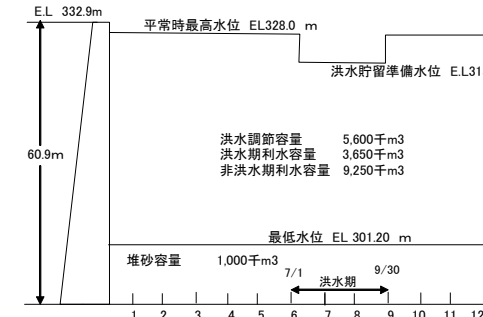 E.L 332.9m
平常時最高水位 EL328.0 m
洪水貯留準備水位 E.L31
洪水調節容量 5,600千m3
60.9m
洪水期利水容量 3,650千m3
非洪水期利水容量 9,250千m3
最低水位 EL 301.20 m
堆砂容量 1,000千m3
7/1 洪水期 9/30
1 2 3 4 5 6 7 8 9 10 11 12